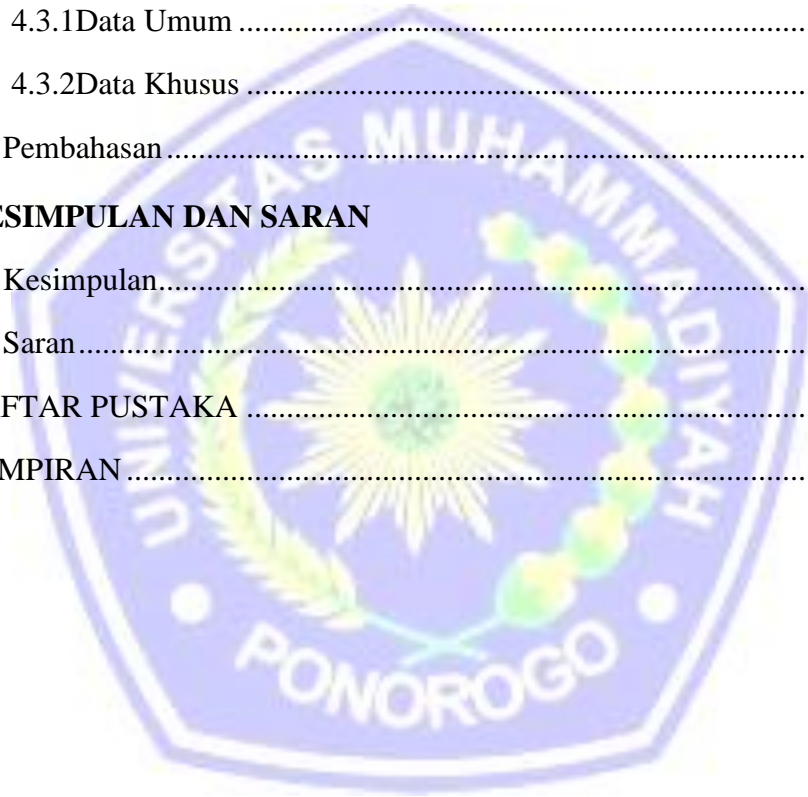 4.3.1Data Umum ........................................................................
4.3.2Data Khusus .......................................................................
Pembahasan ................................................................................
ESIMPULAN DAN SARAN
Kesimpulan.................................................................................
Saran...........................................................................................
FTAR PUSTAKA .......................................................................
MPIRAN .....................................................................................
UNIVERSITAS MUHAMMADIYAH
PONOROGO